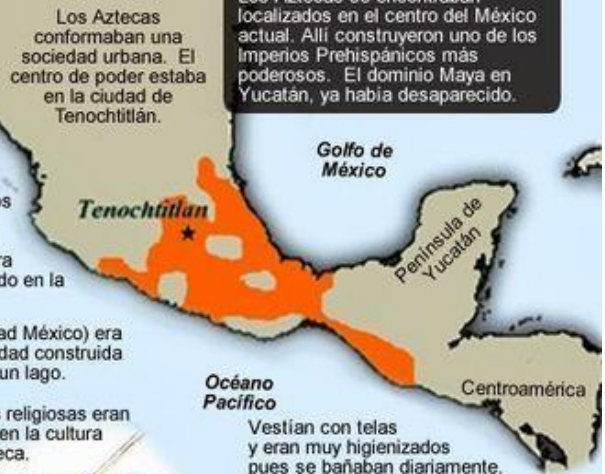 Los Aztecas
conformaban una
sociedad urbana. El
centro de poder estaba
en la ciudad de
Tenochtitlán.
localizados en el centro del México
actual. Allí construyeron uno de los
Imperios Prehispánicos más
poderosos. El dominio Maya en
Yucatán, ya había desaparecido.
Golfo de
México
Tenochtitlan
Península de
Yucatán
do en la
México) era
construida
un lago.
religiosas eran
en la cultura
Océano
Pacífico
Centroamérica
Vestían con telas
y eran muy higienizados
pues se bañaban diariamente.